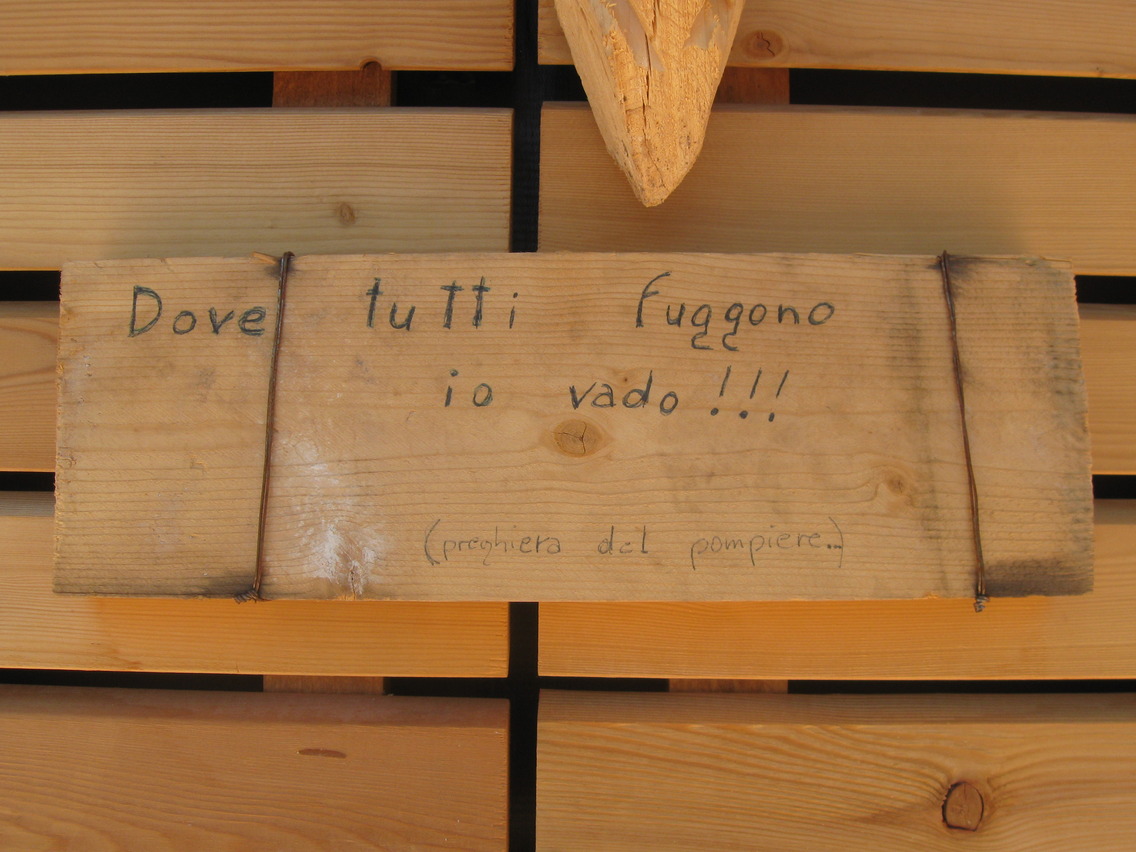 Dove tutti fuggono
io vado!!!
(preghiera del pompiere..)